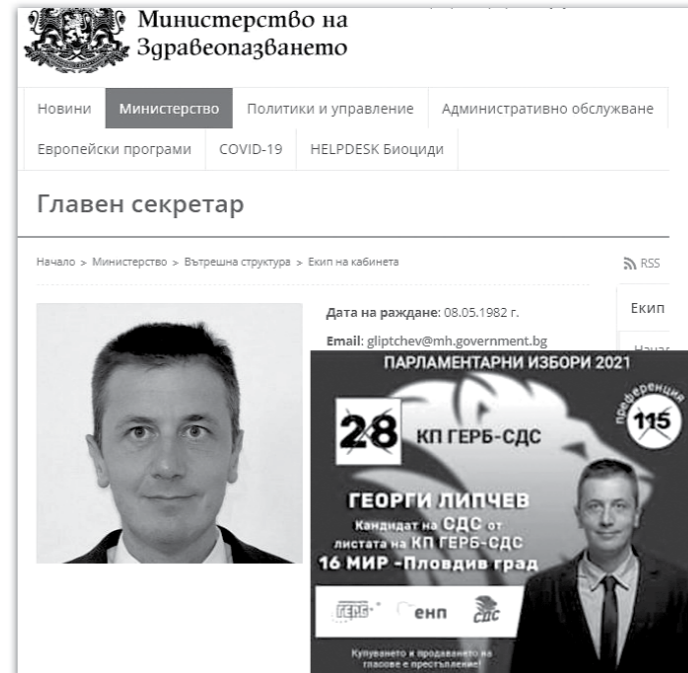 Министерство на
Здравеопазването
Новини Министерство Политики и управление Административно обслужване
Европейски програми COVID-19 HELPDESK Биоциди
Главен секретар
Начало > Министерство > Вътрешна структура > Екип на кабинета
RSS
Дата на раждане: 08.05.1982 г.
Екип
Email: gliptchev@mh.government.bg
ПАРЛАМЕНТАРНИ ИЗБОРИ 2021
28 КП ГЕРБ-СДС
преференция
115
ГЕОРГИ ЛИПЧЕВ
Кандидат на СДС от
листата на КП ГЕРБ-СДС
16 МИР -Пловдив град
ГЕРБ енп СДС
Купуването и продаването на
гласове е престъпление!